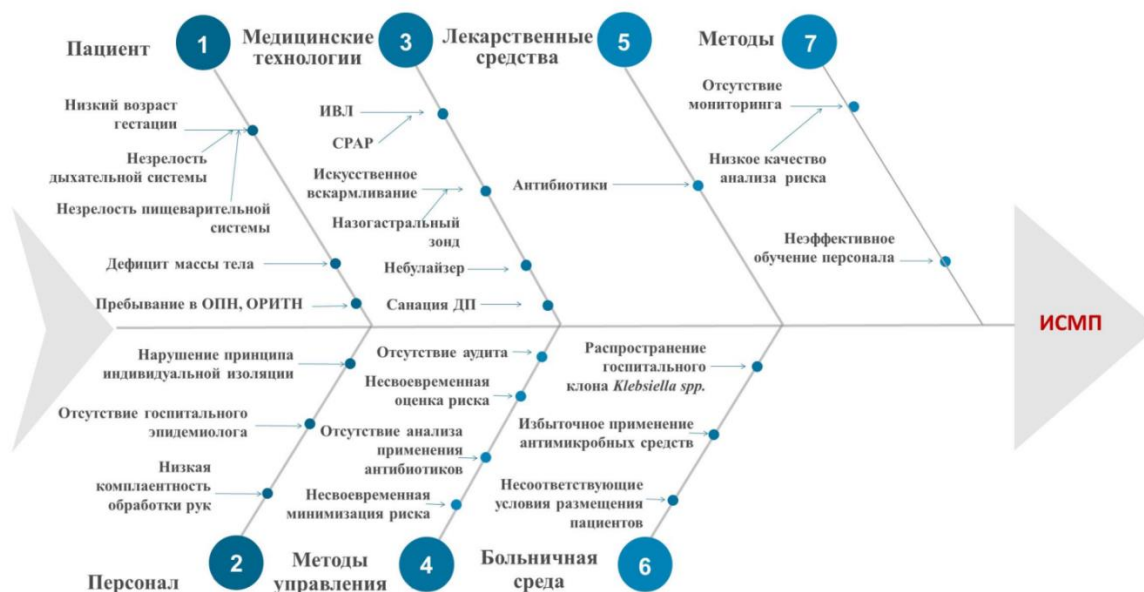 Пациент
1
Низкий возраст
гестации
Незрелость
дыхательной системы
Незрелость пищеварительной
системы
Дефицит массы тела
Пребывание в ОПН, ОРИТН
Медицинские
технологии
3
ИВЛ
CPAP
Искусственное
вскармливание
Назогастральный
зонд
Небулайзер
Санация ДП
Лекарственные
средства
5
Антибиотики
Методы
7
Отсутствие
мониторинга
Низкое качество
анализа риска
Неэффективное
обучение персонала
ИСМП
Нарушение принципа
индивидуальной изоляции
Отсутствие госпитального
эпидемиолога
Низкая
комплаентность
обработки рук
2
Персонал
Отсутствие аудита
Несвоевременная
оценка риска
Отсутствие анализа
применения
антибиотиков
Несвоевременная
минимизация риска
Методы
управления
4
Распространение
госпитального
клона Klebsiella spp.
Избыточное применение
антимикробных средств
Несоответствующие
условия размещения
пациентов
Больничная
среда
6